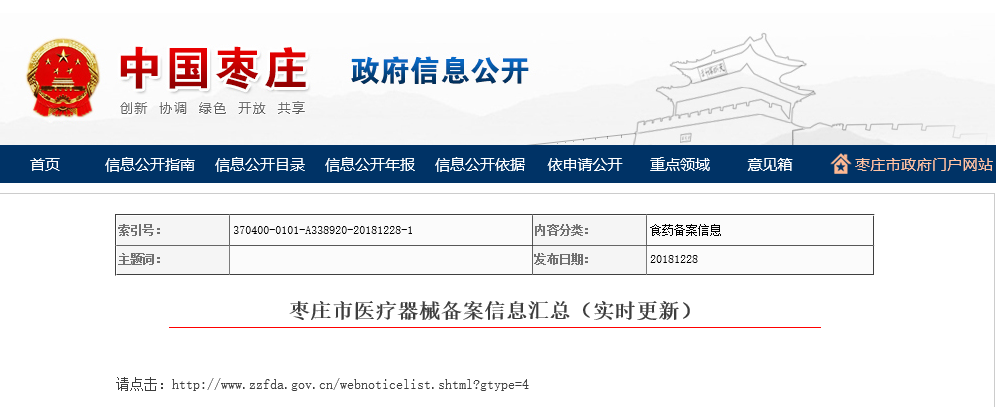 中国枣庄
政府信息公开
创新 协调 绿色 开放 共享
首页 信息公开指南 信息公开目录 信息公开年报 信息公开依据 依申请公开 重点领域 意见箱 枣庄市政府门户网站
索引号： 370400-0101-A338920-20181228-1 内容分类： 食药备案信息
主题词： 发布日期： 20181228
枣庄市医疗器械备案信息汇总（实时更新）
请点击：http://www.zzfda.gov.cn/webnoticelist.shtml?gtype=4